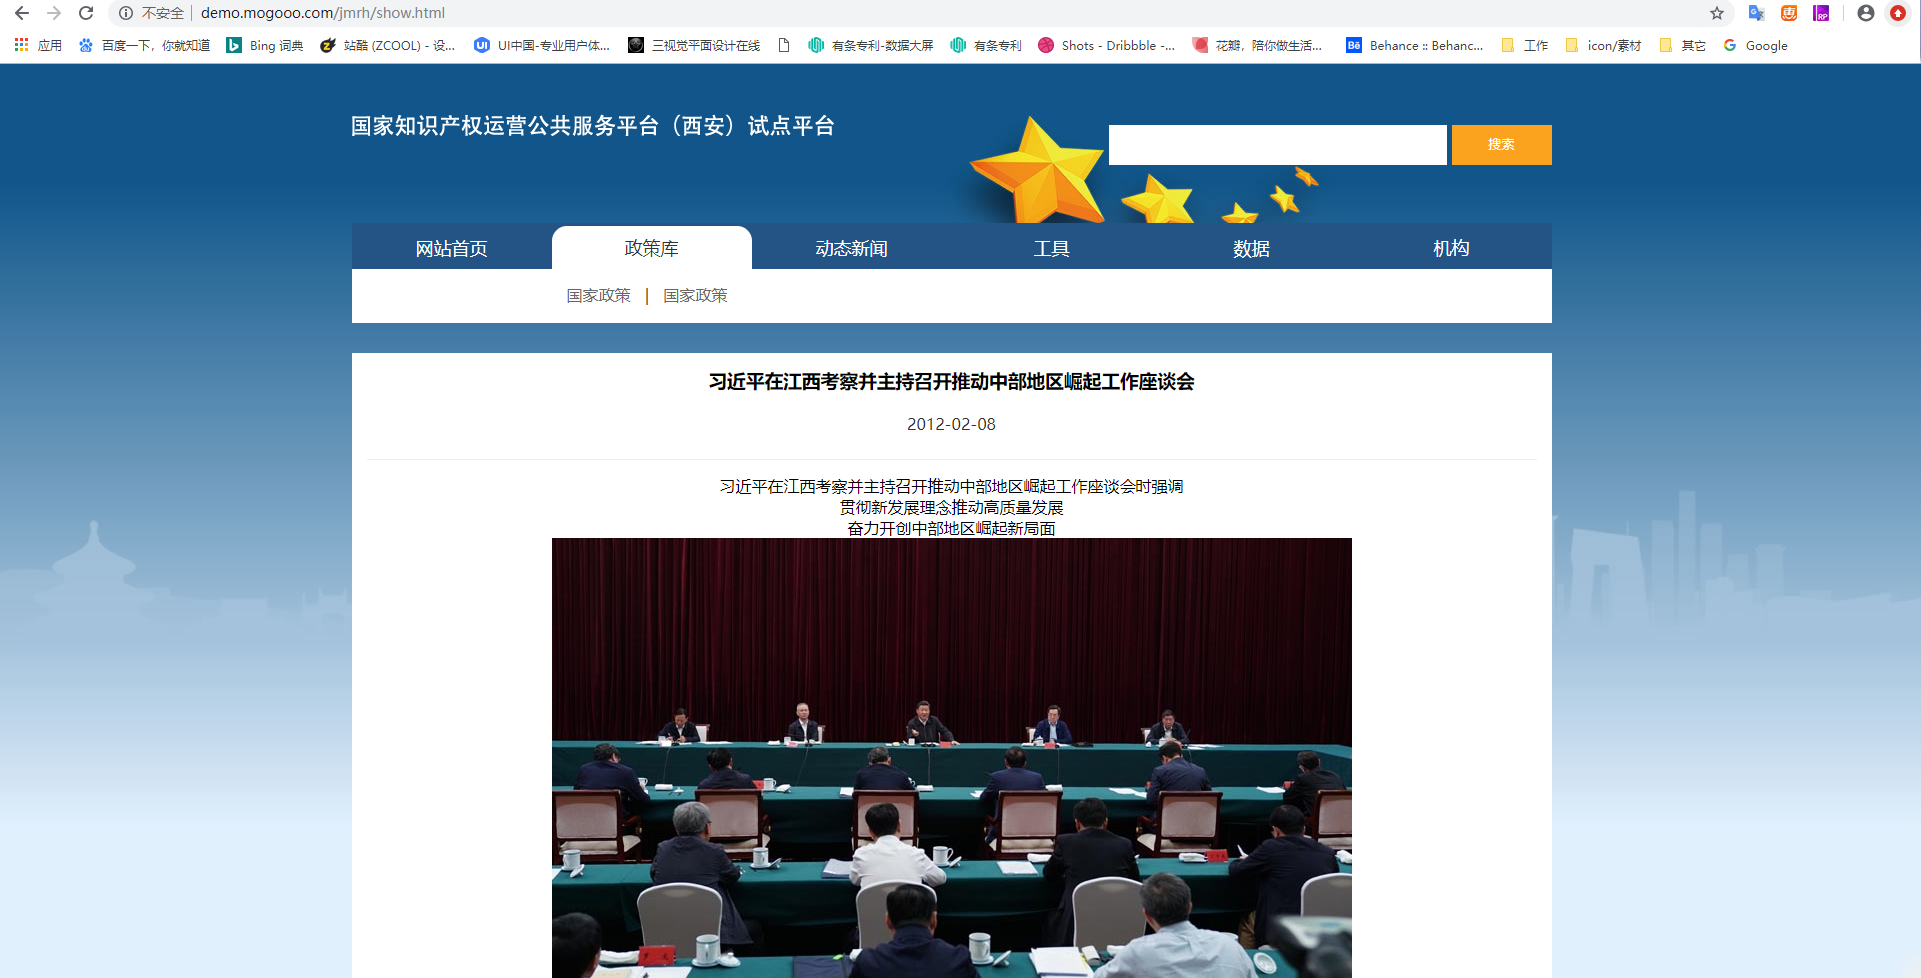 不安全 demo.mogooo.com/jmrh/show.html
应用 百度一下，你就知道 Bing 词典 站酷 (ZCOOL) - 设... UI中国-专业用户体... 三视觉平面设计在线 有条专利-数据大屏 有条专利 Shots - Dribbble -... 花瓣，陪你做生活... Behance :: Behanc... 工作 icon/素材 其它 Google
国家知识产权运营公共服务平台（西安）试点平台
搜索
网站首页 政策库 动态新闻 工具 数据 机构
国家政策 | 国家政策
习近平在江西考察并主持召开推动中部地区崛起工作座谈会
2012-02-08
习近平在江西考察并主持召开推动中部地区崛起工作座谈会时强调
贯彻新发展理念推动高质量发展
奋力开创中部地区崛起新局面